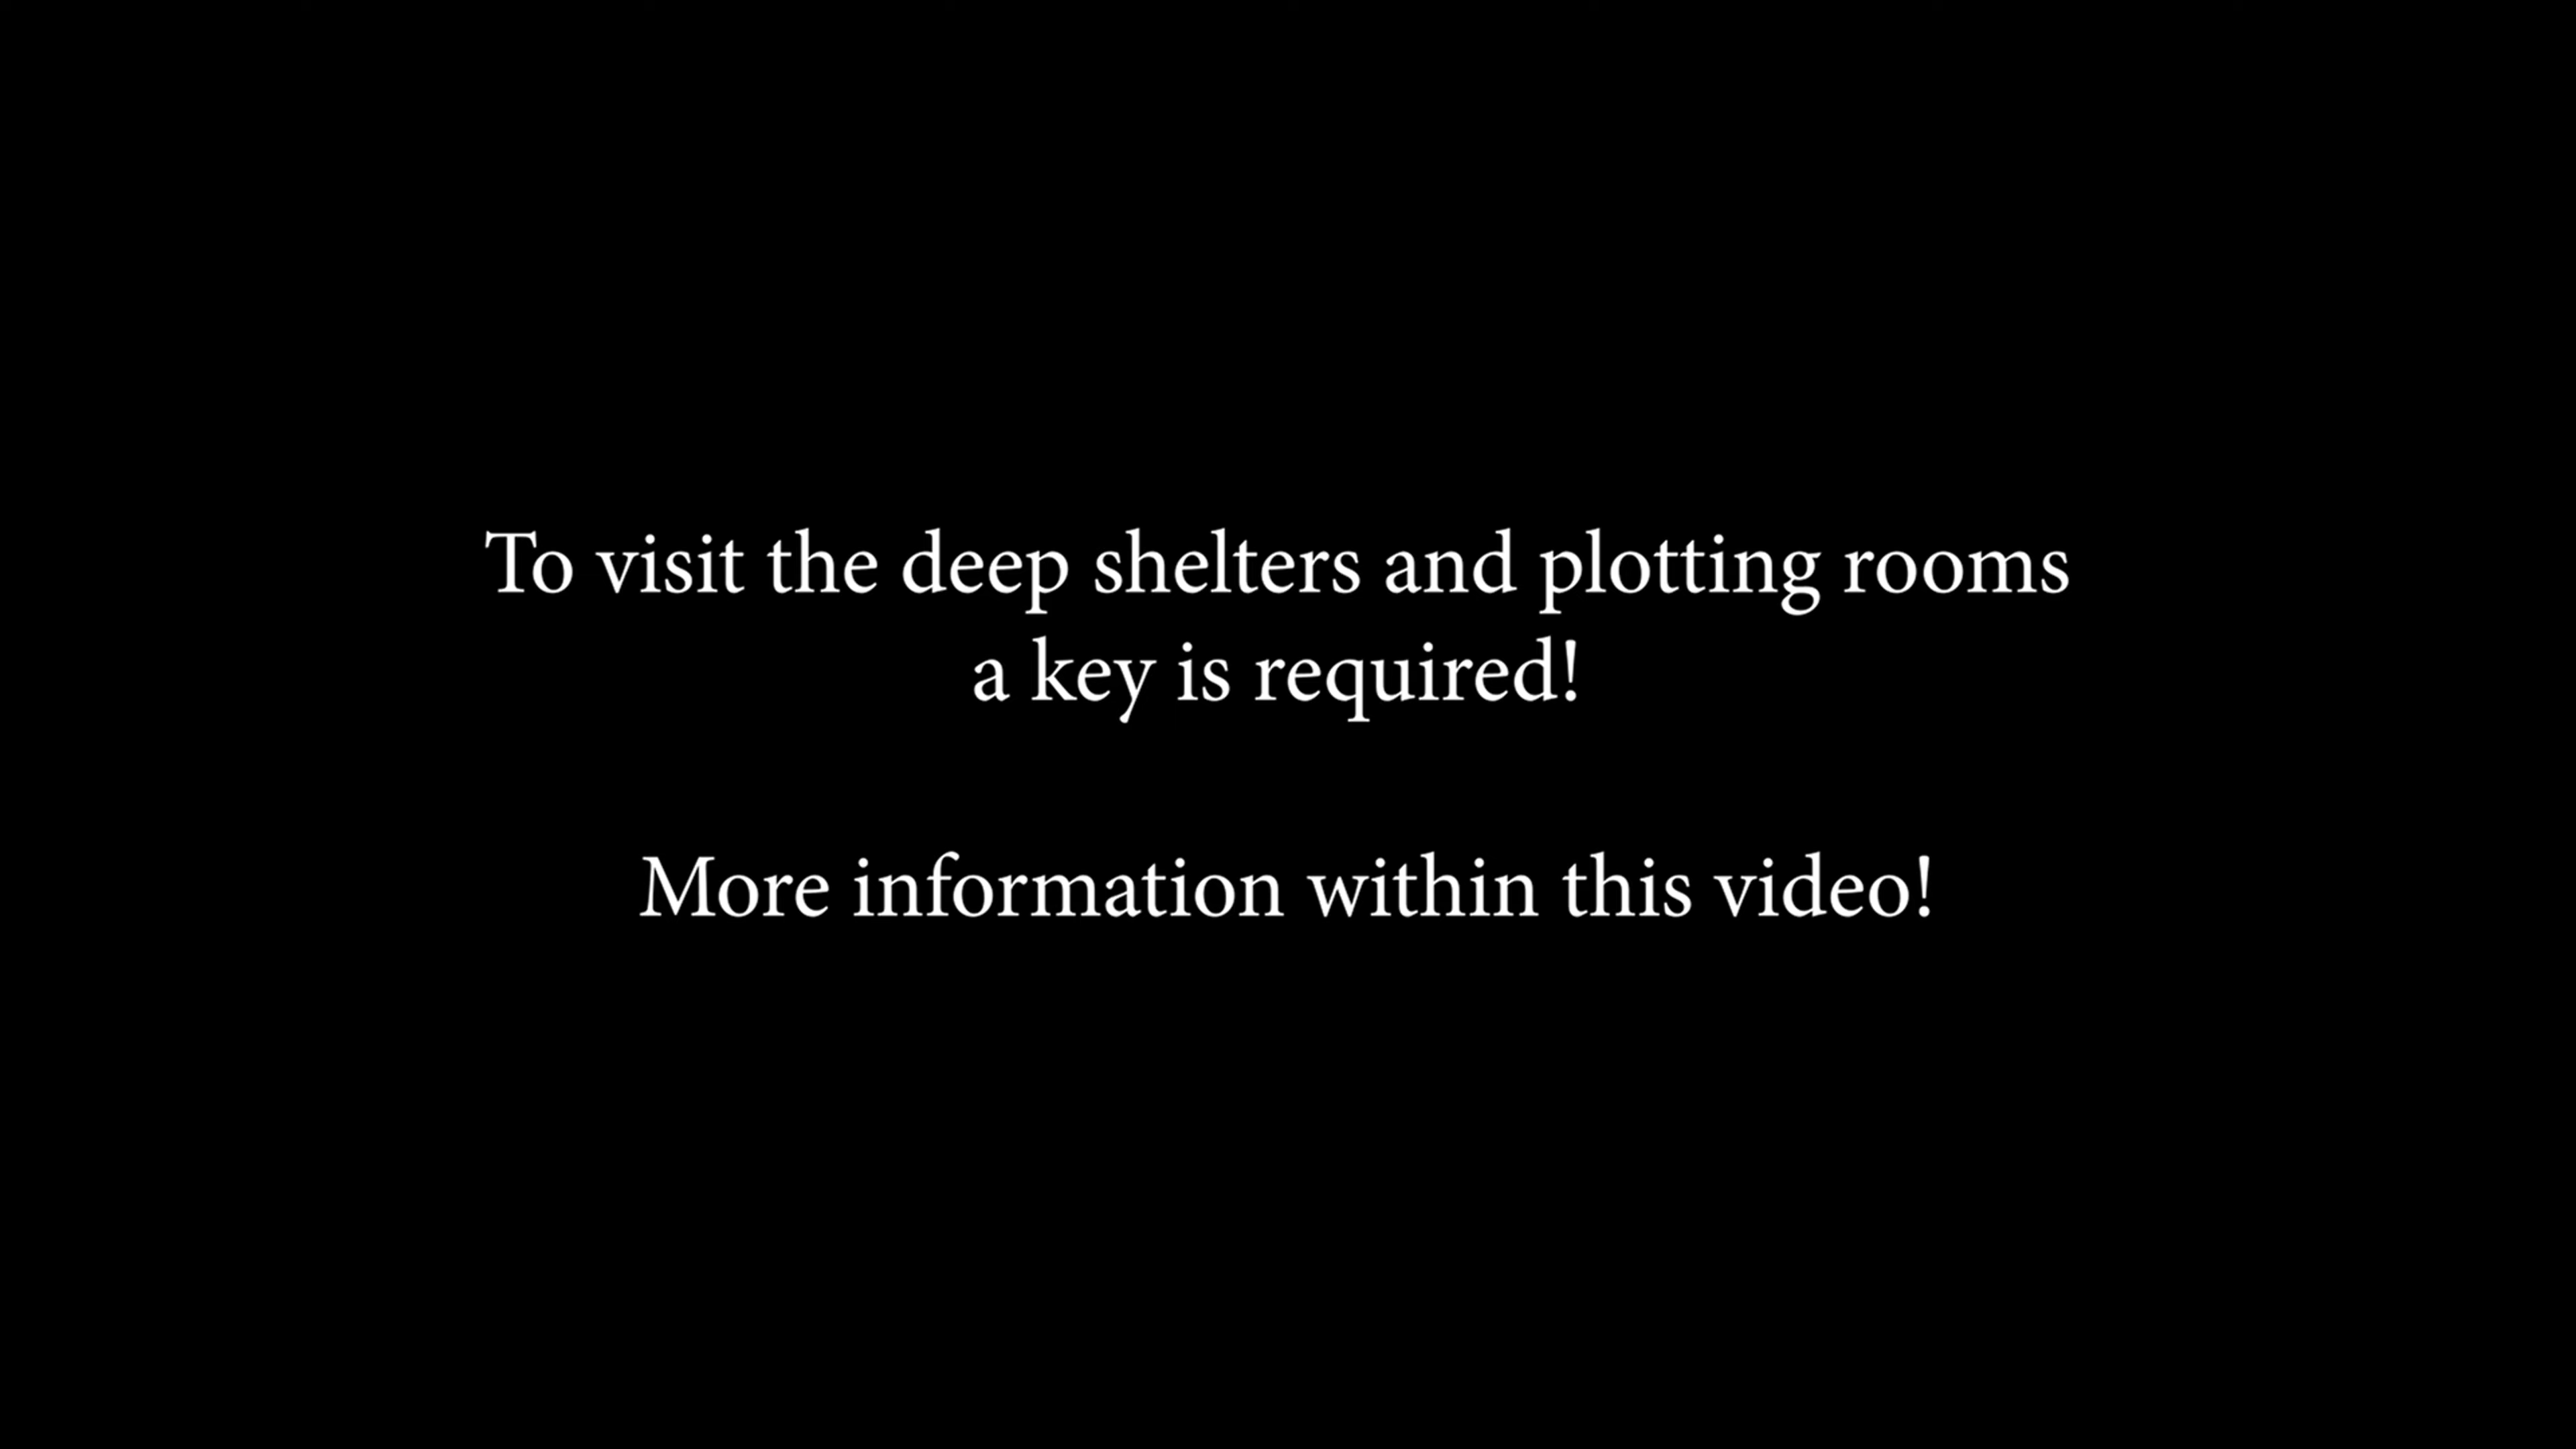 To visit the deep shelters and plotting rooms
a key is required!
More information within this video!